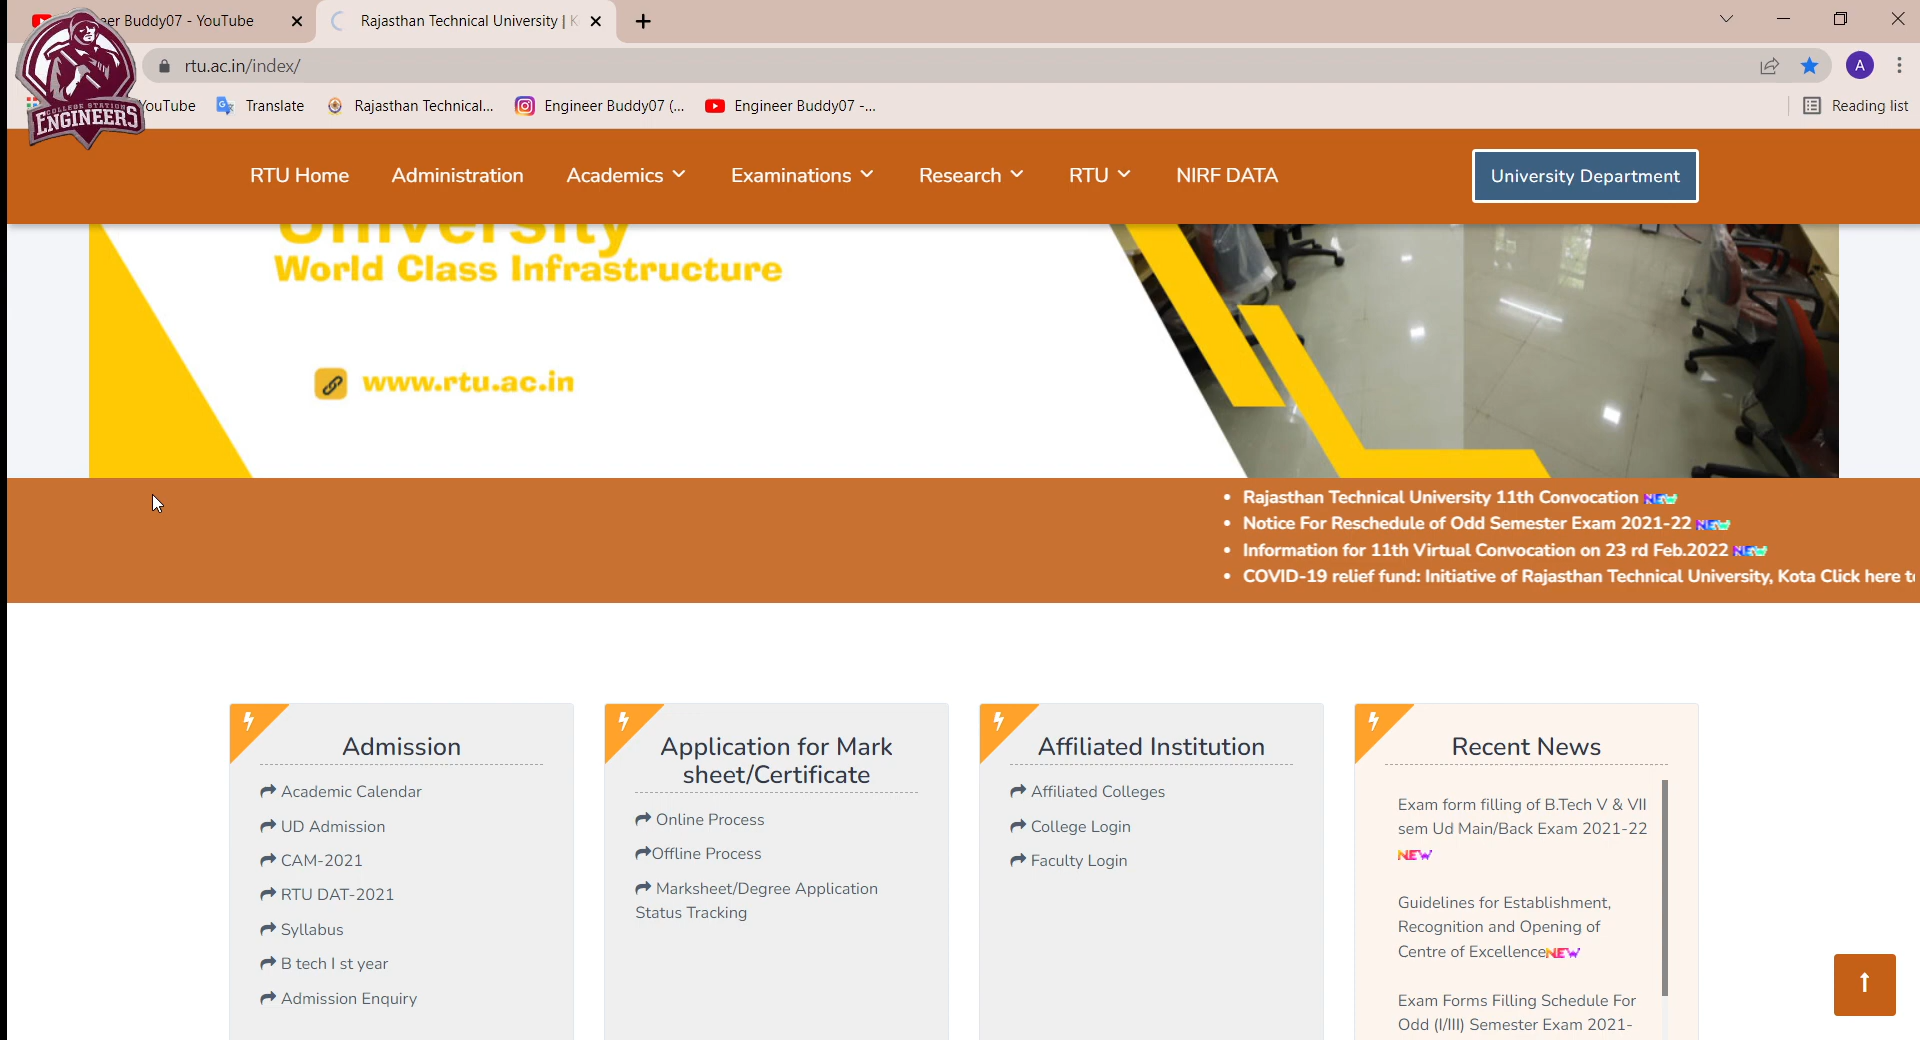 er Buddy07 - YouTube
Rajasthan Technical University | K
rtu.ac.in/index/
A
YouTube
Translate
Rajasthan Technical...
Engineer Buddy07 (...
Engineer Buddy07 -...
Reading list
COLLEGE STATION
ENGINEERS
RTU Home
Administration
Academics
Examinations
Research
RTU
NIRF DATA
University Department
University
World Class Infrastructure
www.rtu.ac.in
• Rajasthan Technical University 11th Convocation NEW
• Notice For Reschedule of Odd Semester Exam 2021-22 NEW
• Information for 11th Virtual Convocation on 23 rd Feb.2022 NEW
• COVID-19 relief fund: Initiative of Rajasthan Technical University, Kota Click here t
Admission
Academic Calendar
UD Admission
CAM-2021
RTU DAT-2021
Syllabus
B tech I st year
Admission Enquiry
Application for Mark
sheet/Certificate
Online Process
Offline Process
Marksheet/Degree Application
Status Tracking
Affiliated Institution
Affiliated Colleges
College Login
Faculty Login
Recent News
Exam form filling of B.Tech V & VII
sem Ud Main/Back Exam 2021-22
NEW
Guidelines for Establishment,
Recognition and Opening of
Centre of ExcellenceNEW
Exam Forms Filling Schedule For
Odd (I/III) Semester Exam 2021-